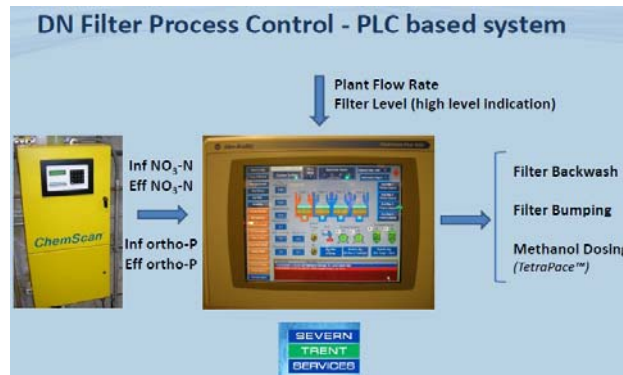 DN Filter Process Control - PLC based system
Plant Flow Rate
Filter Level (high level indication)
Inf NO₃-N
Eff NO₃-N
Inf ortho-P
Eff ortho-P
ChemScan
Filter Backwash
Filter Bumping
Methanol Dosing
(TetraPace™)
SEVERN
TRENT
SERVICES